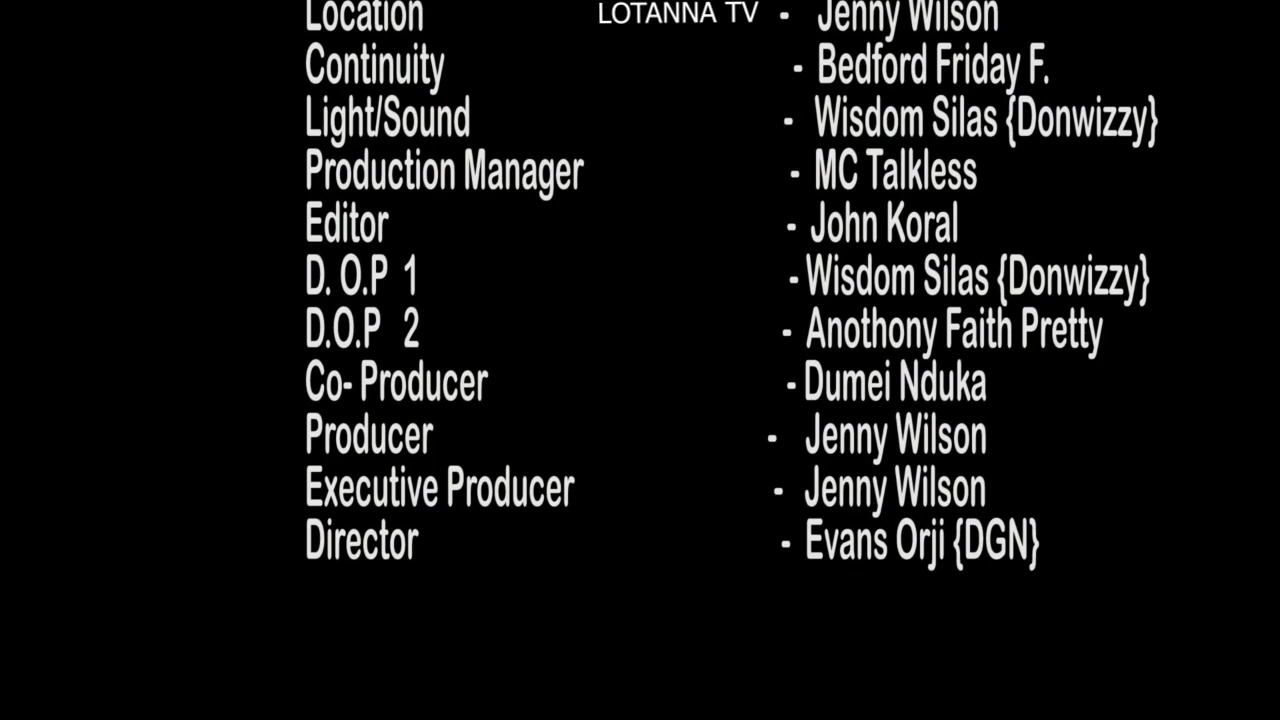 Location LOTANNA TV - Jenny Wilson
Continuity - Bedford Friday F.
Light/Sound - Wisdom Silas {Donwizzy}
Production Manager - MC Talkless
Editor - John Koral
D. O.P 1 -Wisdom Silas {Donwizzy}
D.O.P 2 - Anothony Faith Pretty
Co- Producer -Dumei Nduka
Producer - Jenny Wilson
Executive Producer - Jenny Wilson
Director - Evans Orji {DGN}